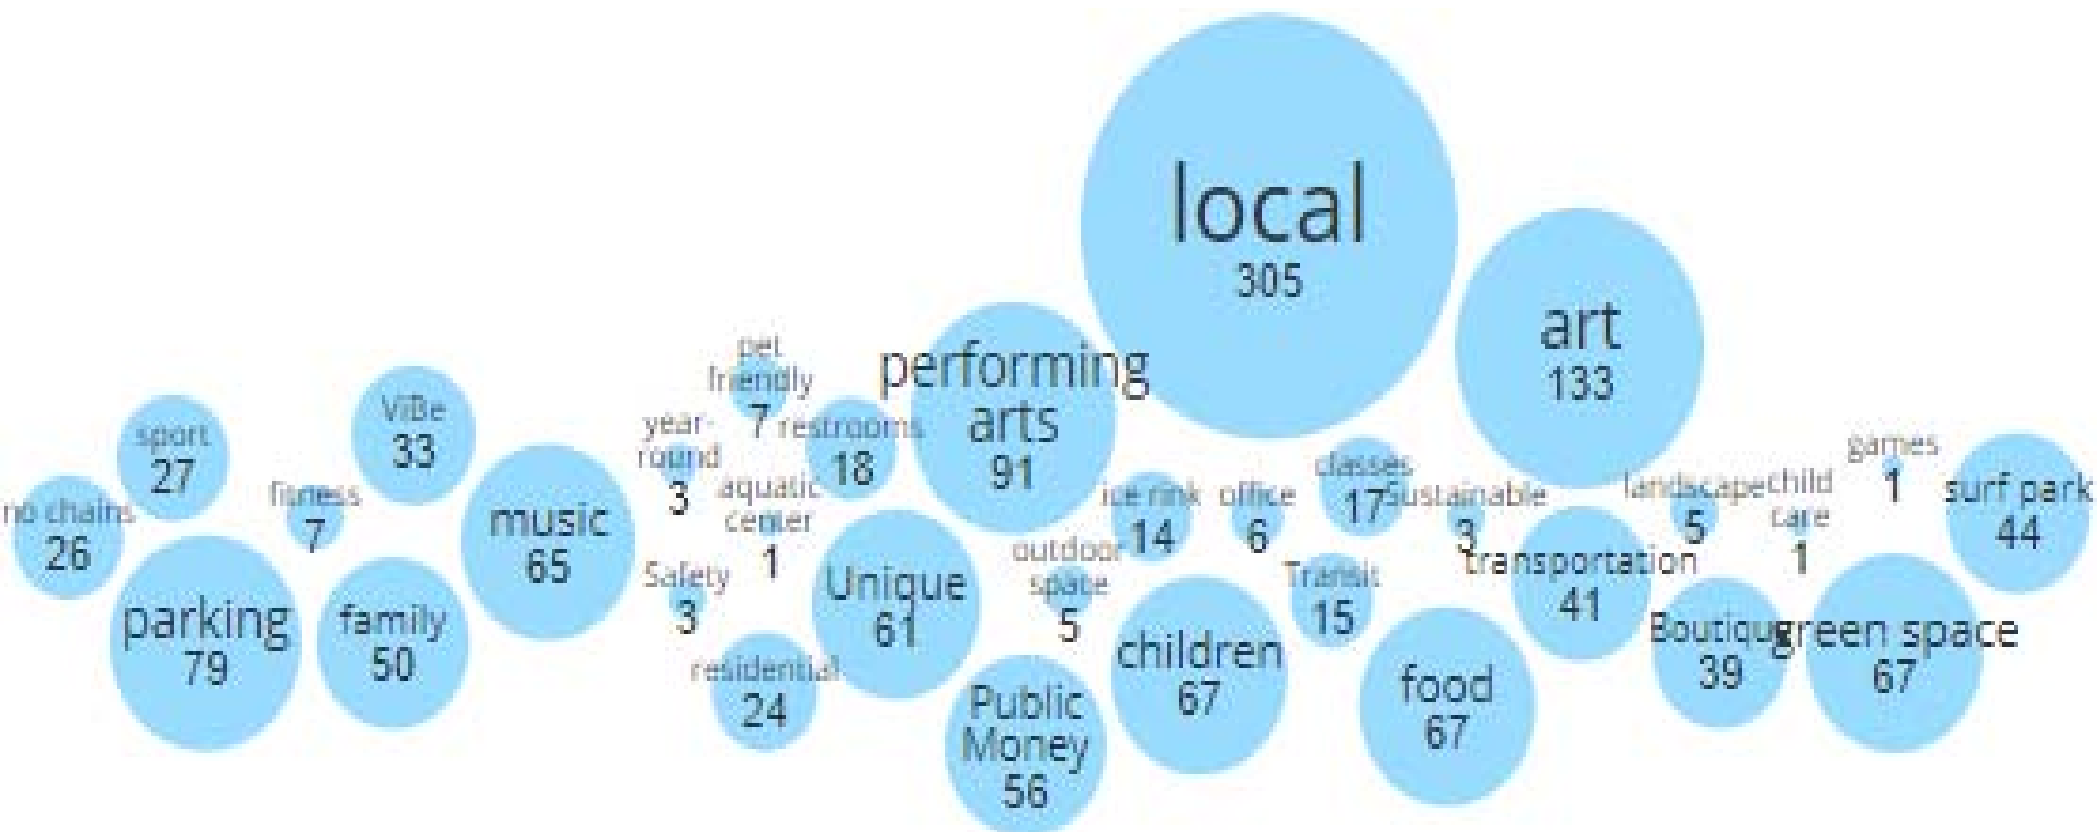 local
305
art
133
performing
arts
91
pet
friendly
7
restrooms
18
year-
round
3
aquatic
center
1
ViBe
33
sport
27
no chains
26
fitness
7
music
65
parking
79
family
50
Safety
3
residential
24
Unique
61
outdoor
space
5
ice rink
14
office
6
classes
17
Sustainable
3
landscape
5
child
care
1
games
1
surf park
44
Transit
15
transportation
41
Public
Money
56
children
67
food
67
Boutique
39
green space
67